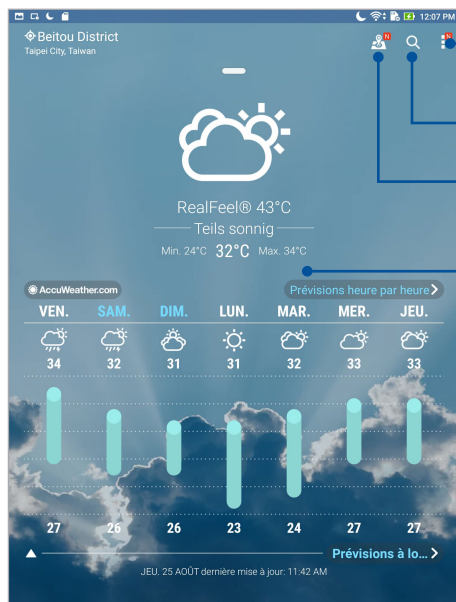 12:07 PM
Beitou District
Taipei City, Taiwan
N
N
RealFeel® 43°C
Teils sonnig
Min. 24°C 32°C Max. 34°C
AccuWeather.com
Prévisions heure par heure
VEN. SAM. DIM. LUN. MAR. MER. JEU.
34 32 31 31 32 33 33
27 26 26 23 24 27 27
Prévisions à lo...
JEU. 25 AOÛT dernière mise à jour: 11:42 AM